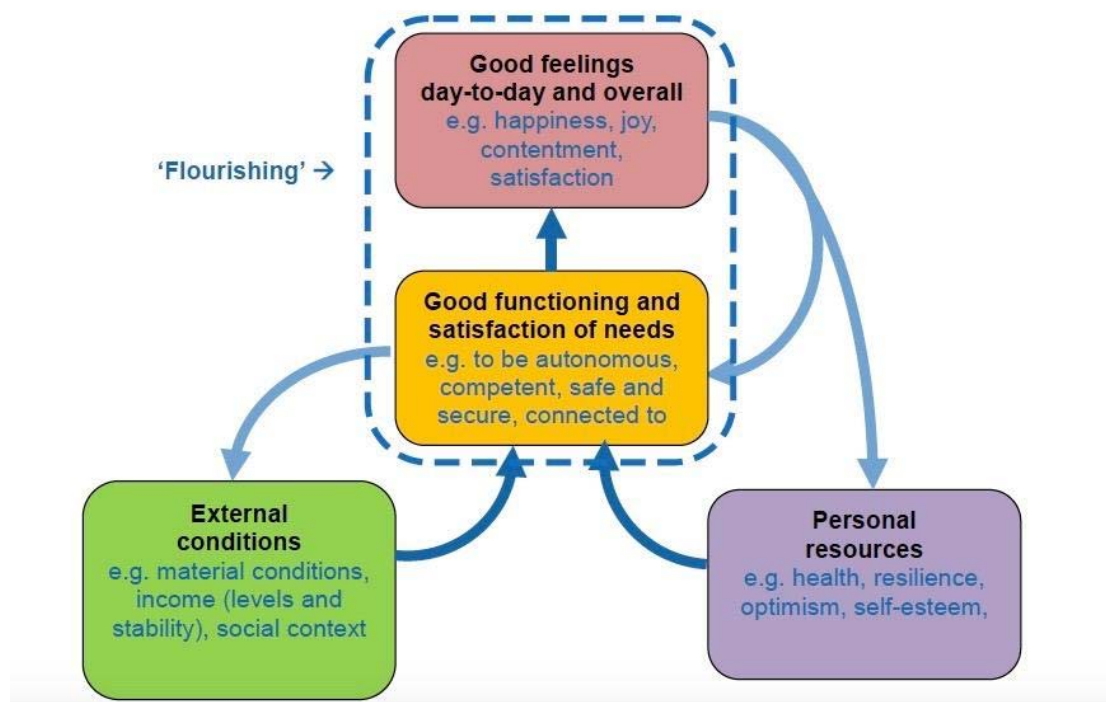 Good feelings
day-to-day and overall
e.g. happiness, joy,
contentment,
satisfaction
‘Flourishing’ →
Good functioning and
satisfaction of needs
e.g. to be autonomous,
competent, safe and
secure, connected to
External
conditions
e.g. material conditions,
income (levels and
stability), social context
Personal
resources
e.g. health, resilience,
optimism, self-esteem,